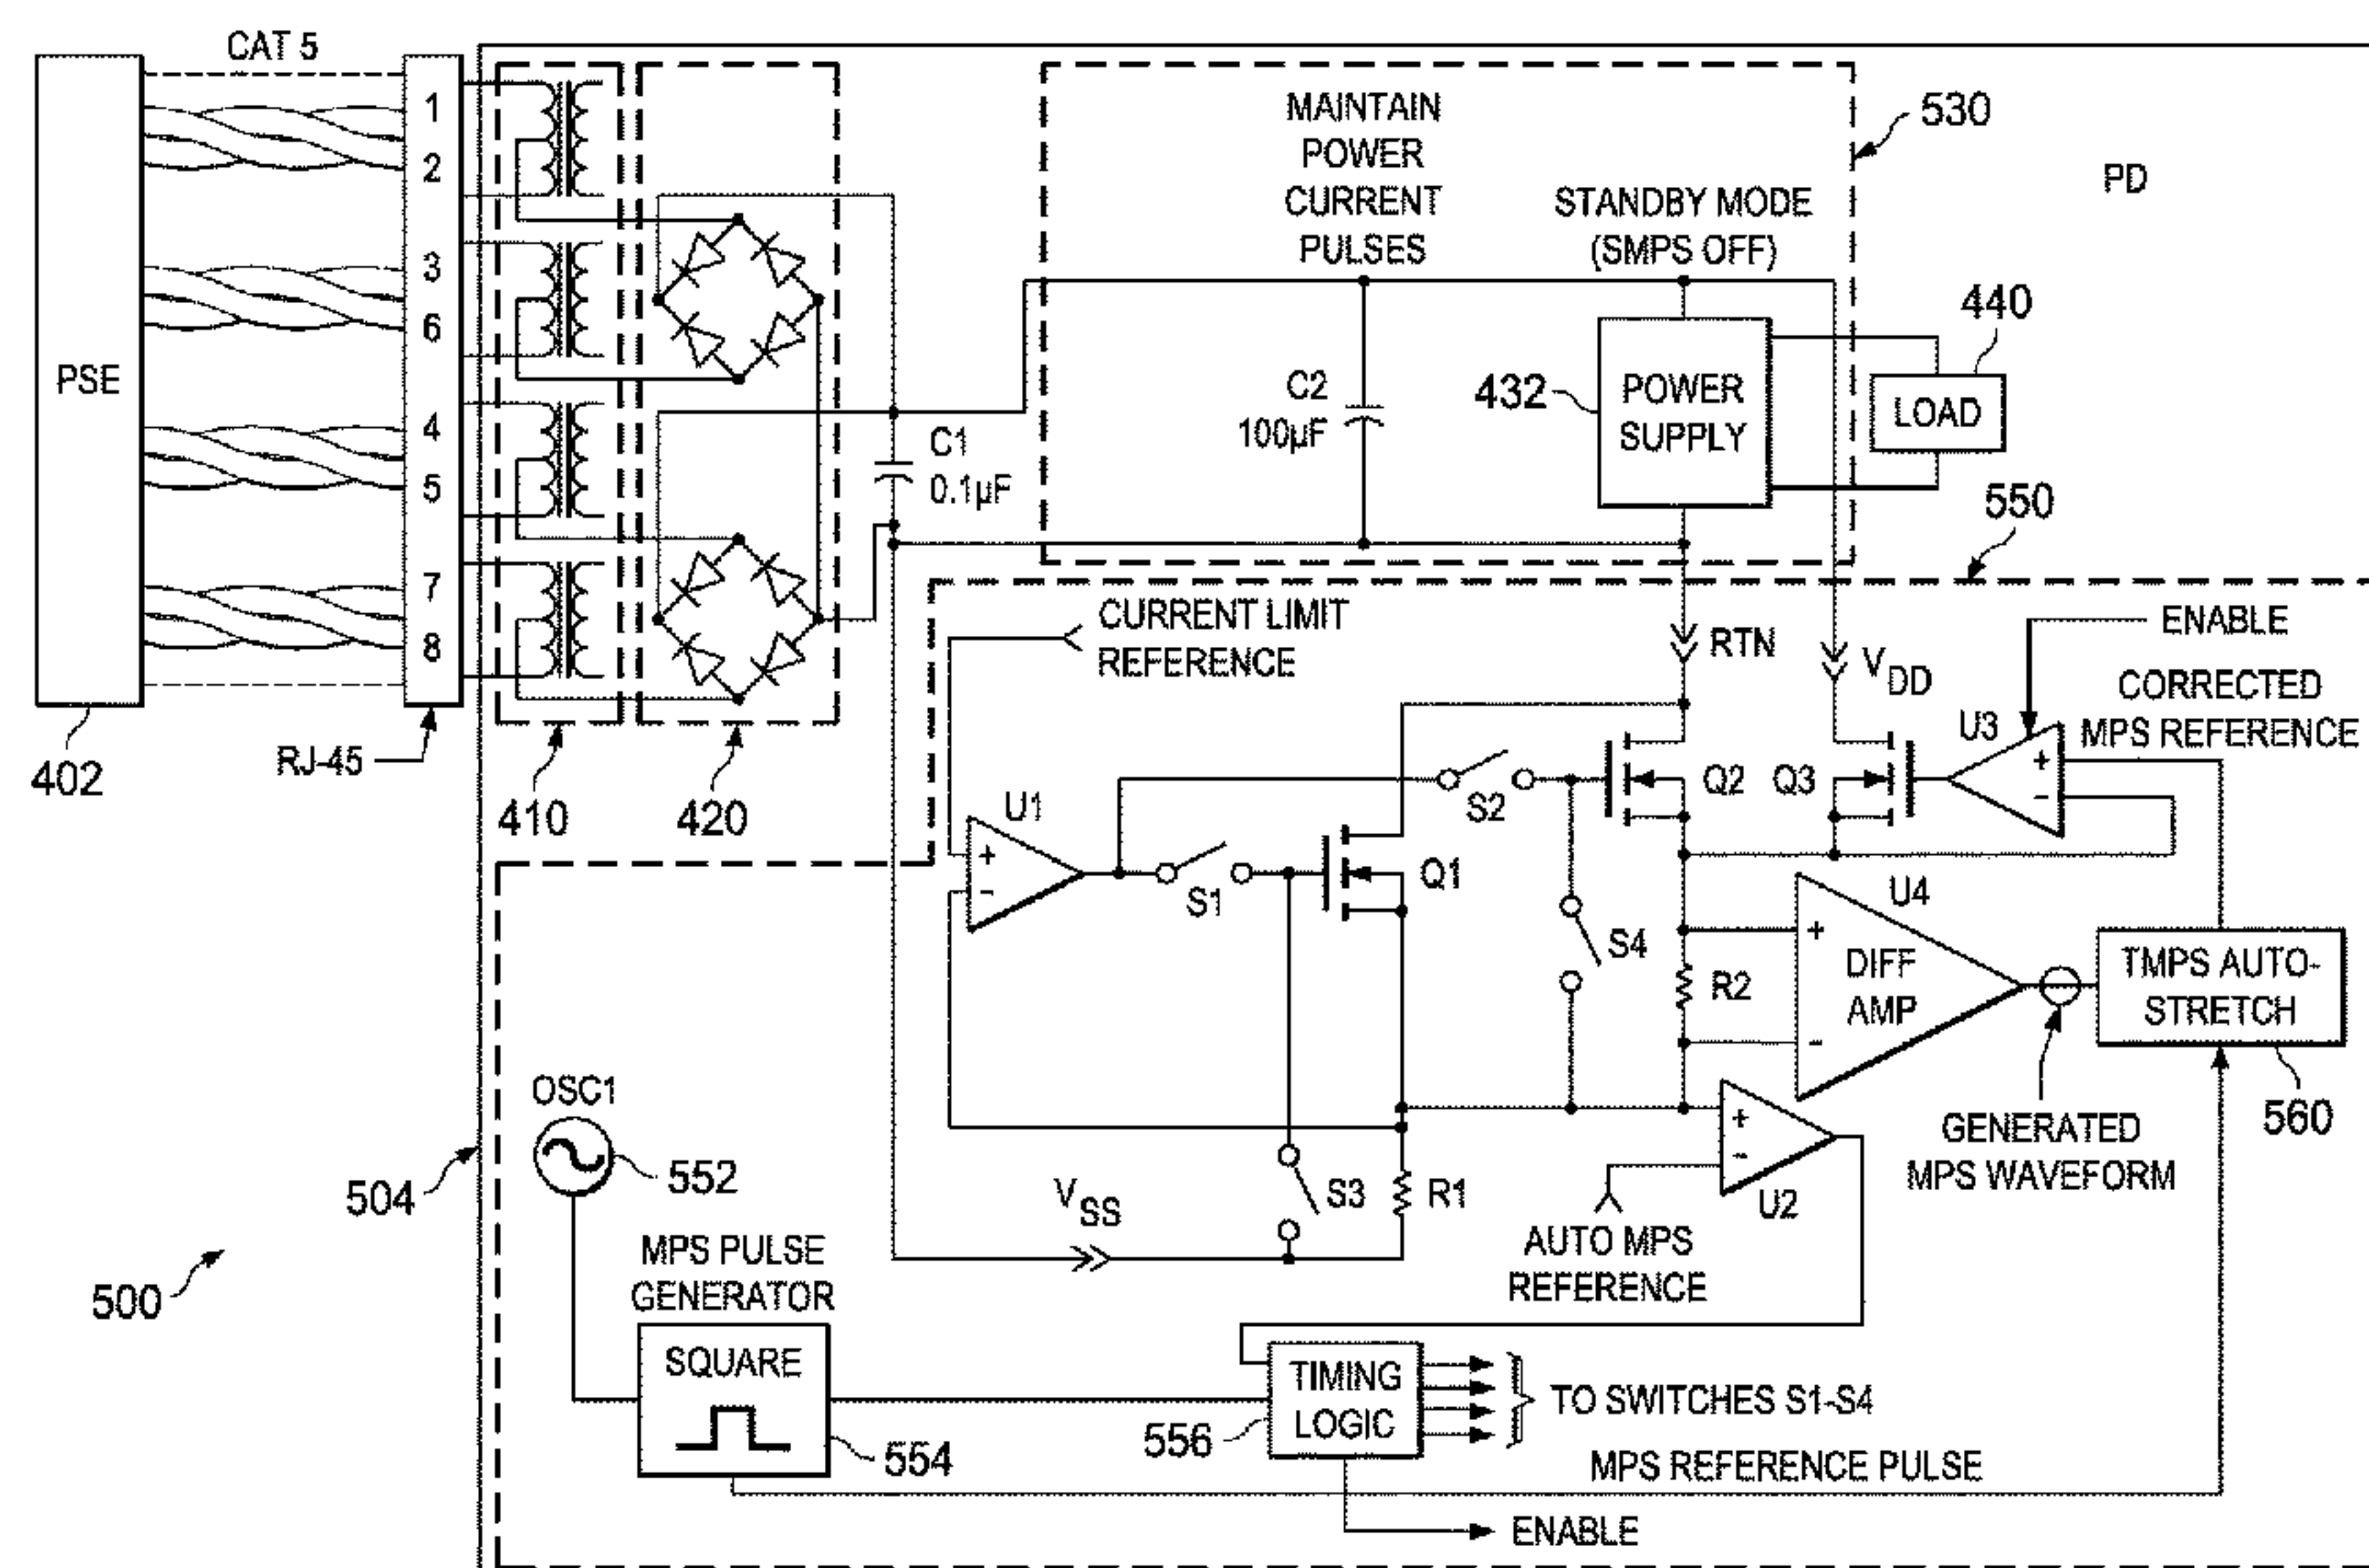 CAT 5
PSE
402
1
2
3
6
4
5
7
8
RJ-45
410
420
C1
0.1µF
MAINTAIN
POWER
CURRENT
PULSES
STANDBY MODE
(SMPS OFF)
530
PD
C2
100µF
432
POWER
SUPPLY
440
LOAD
550
CURRENT LIMIT
REFERENCE
RTN
VDD
ENABLE
CORRECTED
MPS REFERENCE
U3
+
-
U1
+
-
S1
S2
Q1
Q2
Q3
S4
R2
U4
+
DIFF
AMP
-
TMPS AUTO-
STRETCH
560
GENERATED
MPS WAVEFORM
+
-
U2
AUTO MPS
REFERENCE
S3
R1
VSS
OSC1
552
504
500
MPS PULSE
GENERATOR
SQUARE
554
TIMING
LOGIC
556
TO SWITCHES S1-S4
MPS REFERENCE PULSE
ENABLE